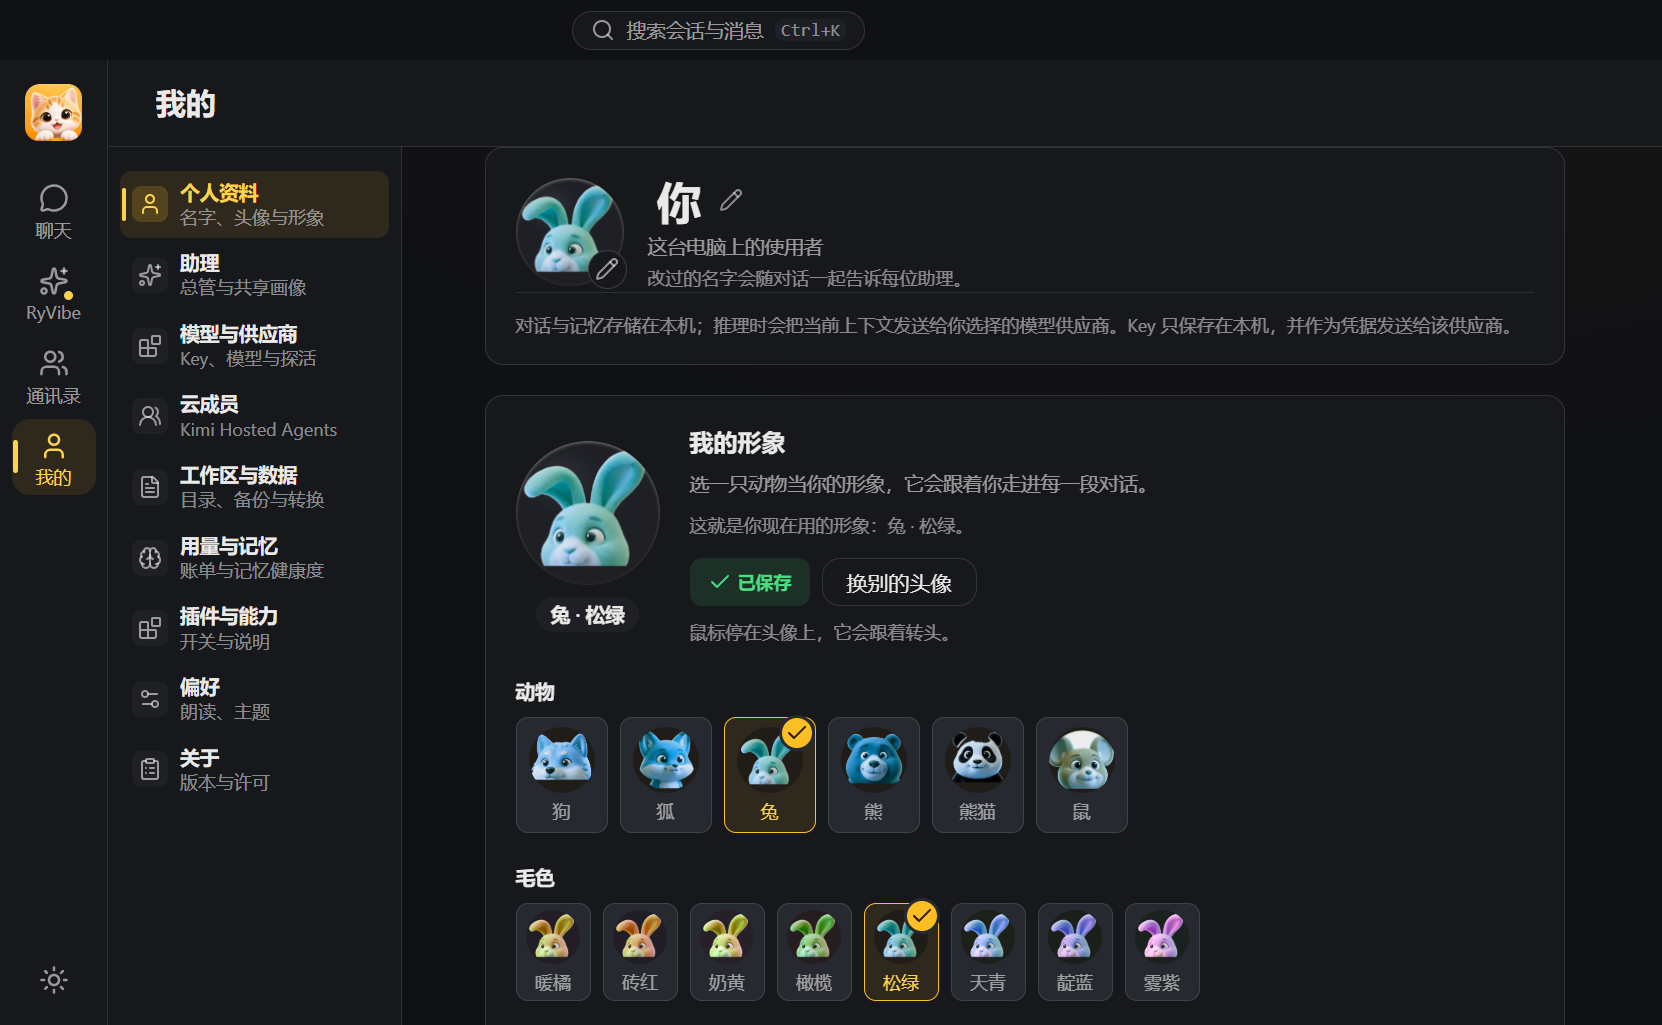 搜索会话与消息 Ctrl+K
我的
聊天
RyVibe
通讯录
我的
个人资料
名字、头像与形象
助理
总管与共享画像
模型与供应商
Key、模型与探活
云成员
Kimi Hosted Agents
工作区与数据
目录、备份与转换
用量与记忆
账单与记忆健康度
插件与能力
开关与说明
偏好
朗读、主题
关于
版本与许可
你
这台电脑上的使用者
改过的名字会随对话一起告诉每位助理。
对话与记忆存储在本机；推理时会把当前上下文发送给你选择的模型供应商。Key 只保存在本机，并作为凭据发送给该供应商。
兔 · 松绿
我的形象
选一只动物当你的形象，它会跟着你走进每一段对话。
这就是你现在用的形象：兔 · 松绿。
已保存 换别的头像
鼠标停在头像上，它会跟着转头。
动物
狗 狐 兔 熊 熊猫 鼠
毛色
暖橘 砖红 奶黄 橄榄 松绿 天青 靛蓝 雾紫